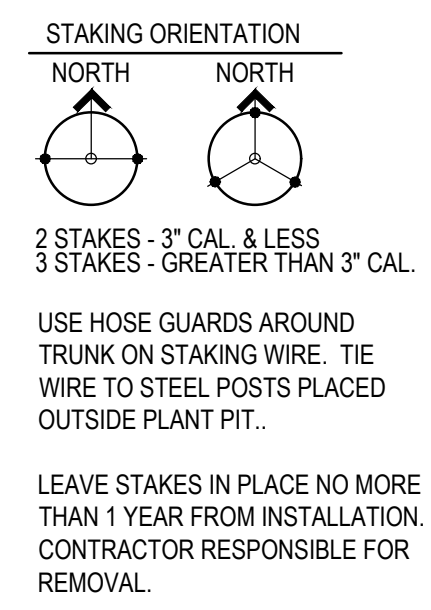 STAKING ORIENTATION
NORTH NORTH
2 STAKES - 3" CAL. & LESS
3 STAKES - GREATER THAN 3" CAL.
USE HOSE GUARDS AROUND
TRUNK ON STAKING WIRE. TIE
WIRE TO STEEL POSTS PLACED
OUTSIDE PLANT PIT..
LEAVE STAKES IN PLACE NO MORE
THAN 1 YEAR FROM INSTALLATION.
CONTRACTOR RESPONSIBLE FOR
REMOVAL.